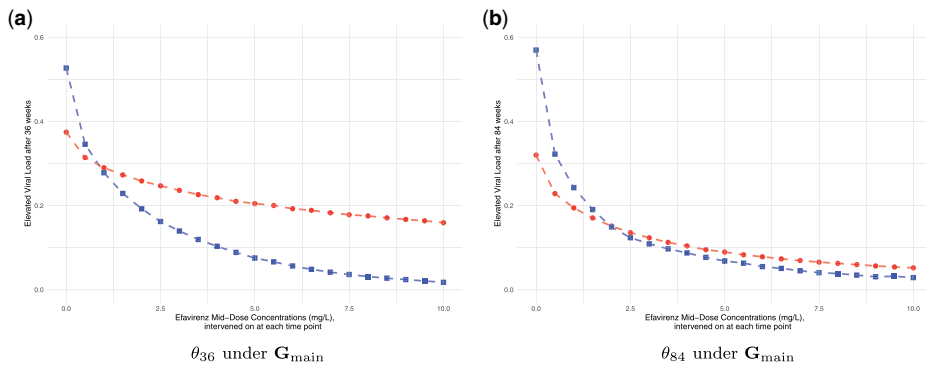 (a)
Elevated Viral Load after 36 weeks
0.6
0.4
0.2
0.0
0.0 2.5 5.0 7.5 10.0
Efavirenz Mid−Dose Concentrations (mg/L),
intervened on at each time point
θ36 under Gmain
(b)
Elevated Viral Load after 84 weeks
0.6
0.4
0.2
0.0
0.0 2.5 5.0 7.5 10.0
Efavirenz Mid−Dose Concentrations (mg/L),
intervened on at each time point
θ84 under Gmain